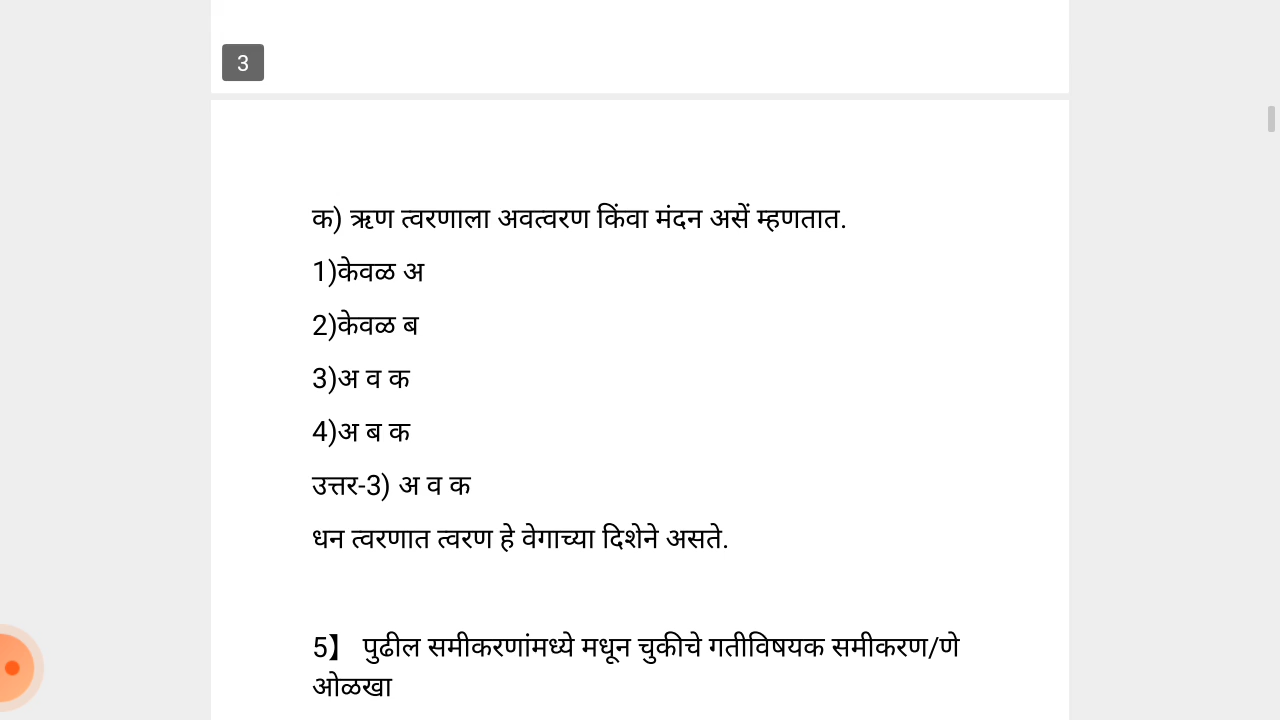 3
क) ऋण त्वरणाला अवत्वरण किंवा मंदन असें म्हणतात.
1)केवळ अ
2)केवळ ब
3)अ व क
4)अ ब क
उत्तर-3) अ व क
धन त्वरणात त्वरण हे वेगाच्या दिशेने असते.
5】 पुढील समीकरणांमध्ये मधून चुकीचे गतीविषयक समीकरण/णे
ओळखा